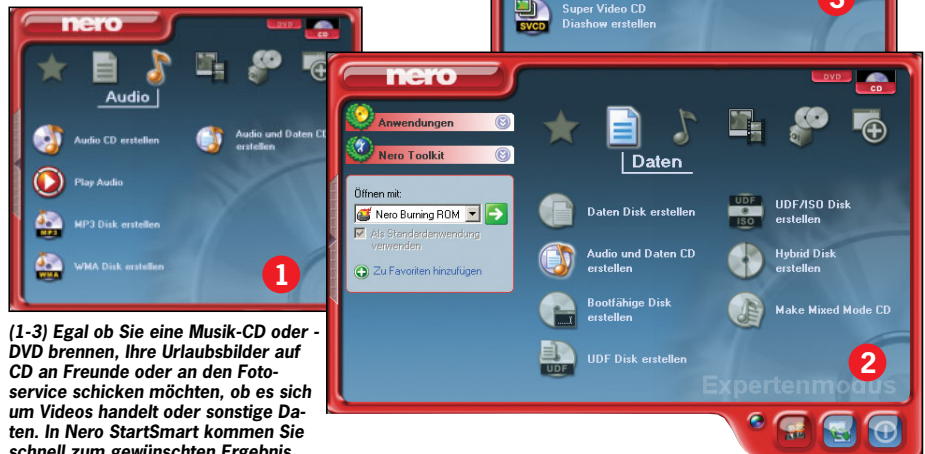 Super Video CD
Diashow erstellen
SVCD
3
nero
DVD
CD
Audio
Audio CD erstellen
Audio und Daten CD
erstellen
Play Audio
MP3 Disk erstellen
MP3
WMA Disk erstellen
WMA
1
nero
DVD
CD
Anwendungen
Nero Toolkit
Öffnen mit:
Nero Burning ROM
Als Standardanwendung
verwenden
Zu Favoriten hinzufügen
Daten
Daten Disk erstellen
UDF
ISO
UDF/ISO Disk
erstellen
Audio und Daten CD
erstellen
Hybrid Disk
erstellen
Bootfähige Disk
erstellen
Make Mixed Mode CD
UDF
UDF Disk erstellen
2
Expertenmodus
(1-3) Egal ob Sie eine Musik-CD oder -
DVD brennen, Ihre Urlaubsbilder auf
CD an Freunde oder an den Foto-
service schicken möchten, ob es sich
um Videos handelt oder sonstige Da-
ten. In Nero StartSmart kommen Sie
schnell zum gewünschten Ergebnis